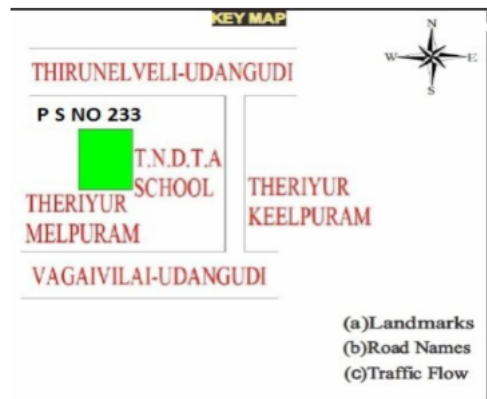 KEY MAP
N
W E
S
THIRUNELVELI-UDANGUDI
P S NO 233
T.N.D.T.A
SCHOOL
THERIYUR
MELPURAM
THERIYUR
KEELPURAM
VAGAIVILAI-UDANGUDI
(a)Landmarks
(b)Road Names
(c)Traffic Flow